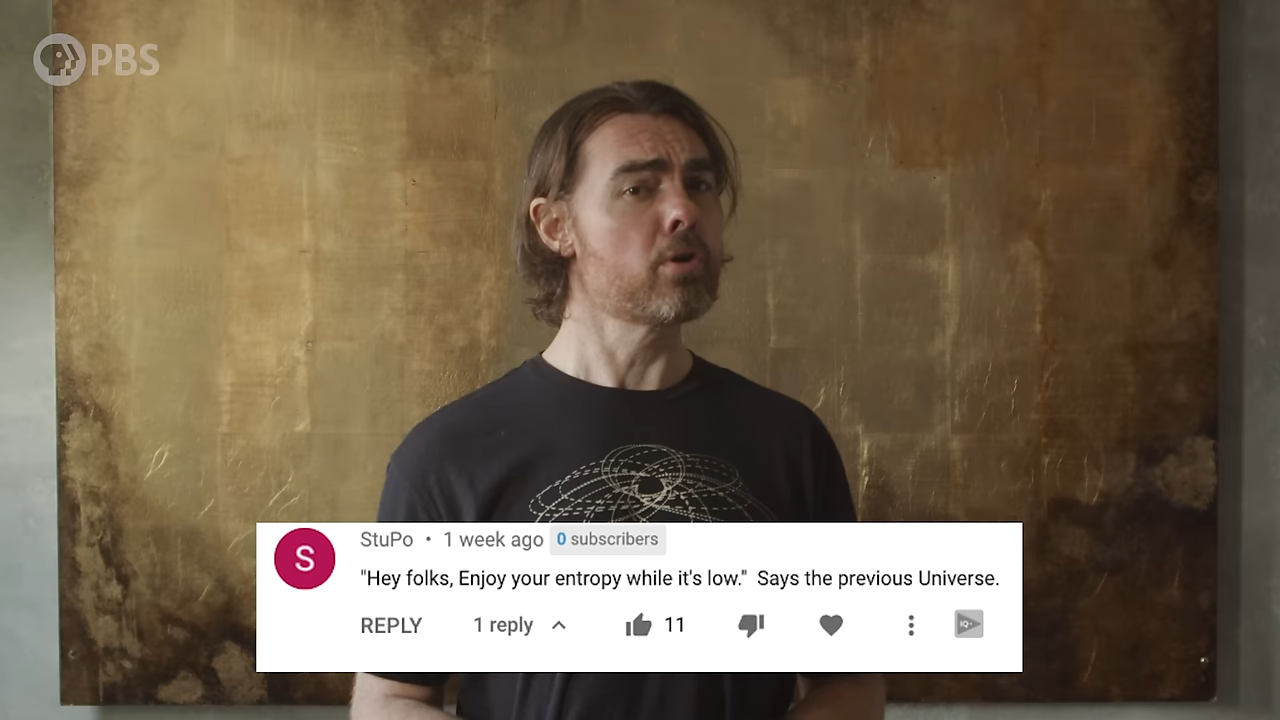 PBS
S
StuPo • 1 week ago 0 subscribers
"Hey folks, Enjoy your entropy while it's low." Says the previous Universe.
REPLY 1 reply 11
IQ